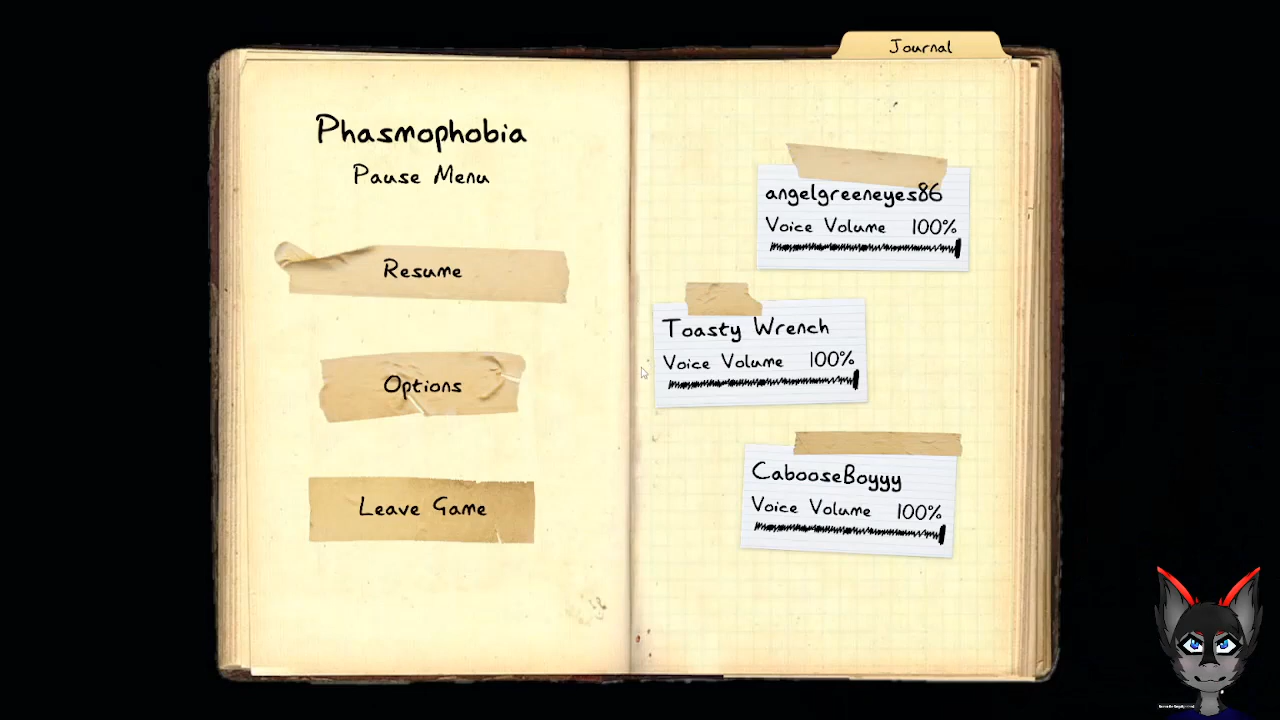 Journal
Phasmophobia
Pause Menu
Resume
Options
Leave Game
angelgreeneyes86
Voice Volume 100%
Toasty Wrench
Voice Volume 100%
CabooseBoyyy
Voice Volume 100%